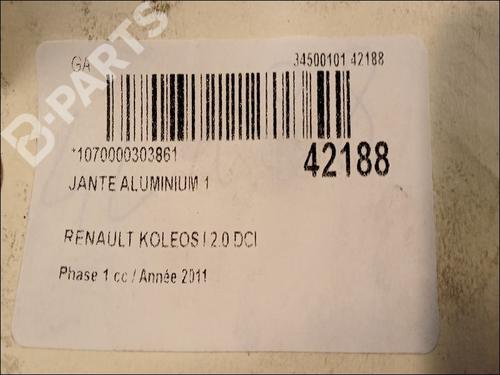 GA 34500101 42188
B-PARTS
*1070000303861 42188
JANTE ALUMINIUM 1
RENAULT KOLEOS I 2.0 DCI
Phase 1 cc / Année 2011